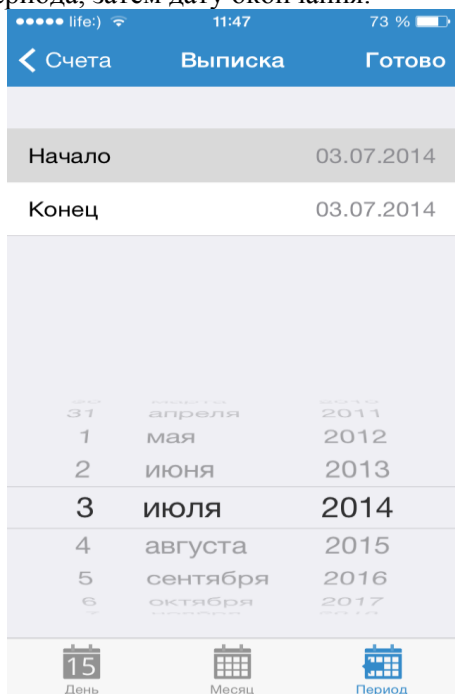 риода, затем дату окончания.
●●●●● life:) 11:47 73 %
Счета Выписка Готово
Начало 03.07.2014
Конец 03.07.2014
31 апреля 2011
1 мая 2012
2 июня 2013
3 июля 2014
4 августа 2015
5 сентября 2016
6 октября 2017
15
День Месяц Период